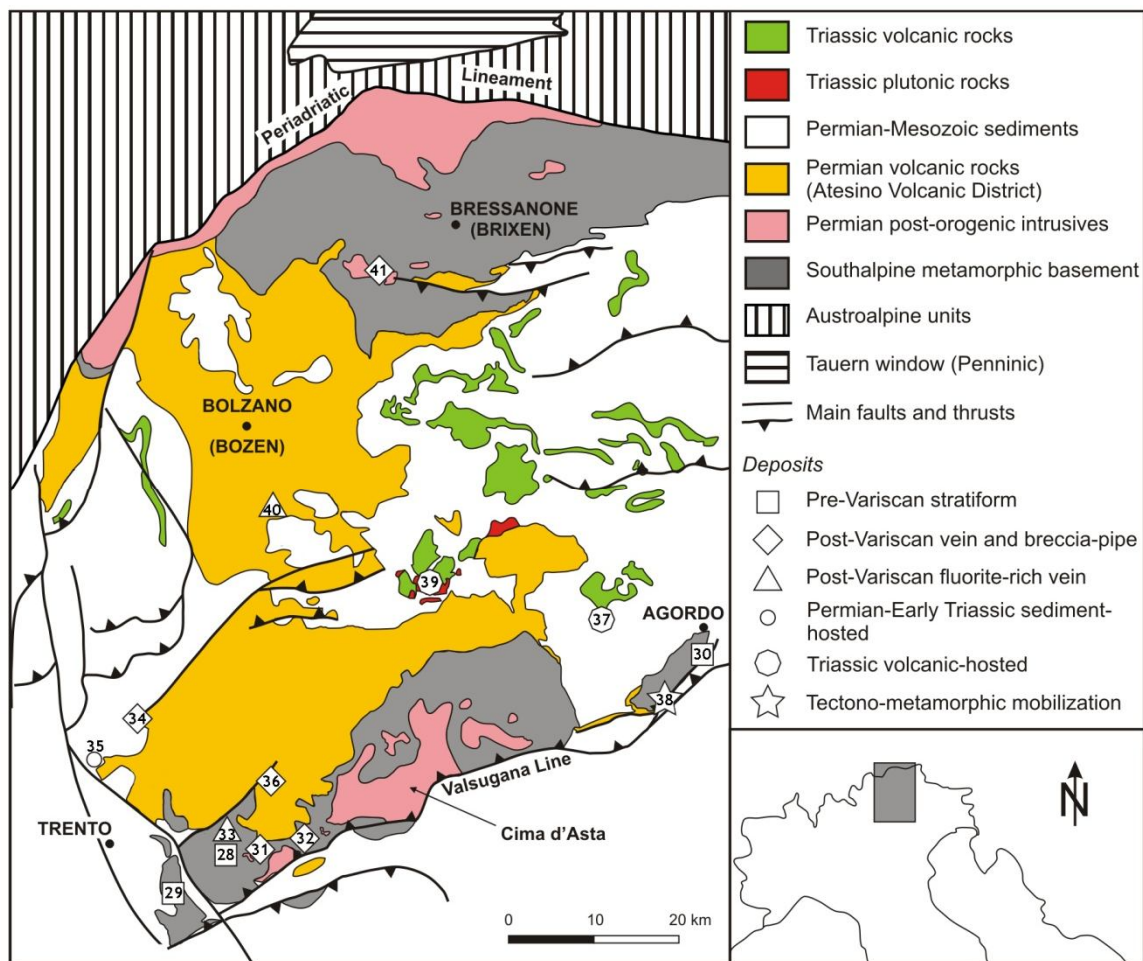 Periadriatic
Lineament
BRESSANONE
(BRIXEN)
41
BOLZANO
(BOZEN)
40
39
37
AGORDO
30
38
34
35
36
Valsugana Line
TRENTO
33
32
28
31
Cima d'Asta
29
0 10 20 km
Triassic volcanic rocks
Triassic plutonic rocks
Permian-Mesozoic sediments
Permian volcanic rocks
(Atesino Volcanic District)
Permian post-orogenic intrusives
Southalpine metamorphic basement
Austroalpine units
Tauern window (Penninic)
Main faults and thrusts
Deposits
Pre-Variscan stratiform
Post-Variscan vein and breccia-pipe
Post-Variscan fluorite-rich vein
Permian-Early Triassic sediment-
hosted
Triassic volcanic-hosted
Tectono-metamorphic mobilization
N